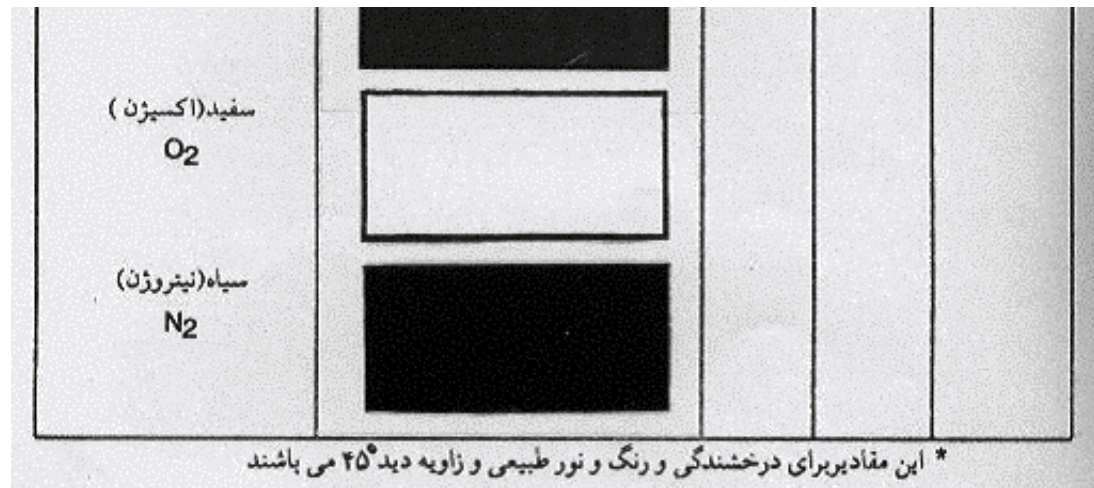 سفید(اکسیژن )
O2
سیاه(نیتروژن)
N2
* این مقادیربرای درخشندگی و رنگ و نور طبیعی و زاویه دید ۴۵° می باشند